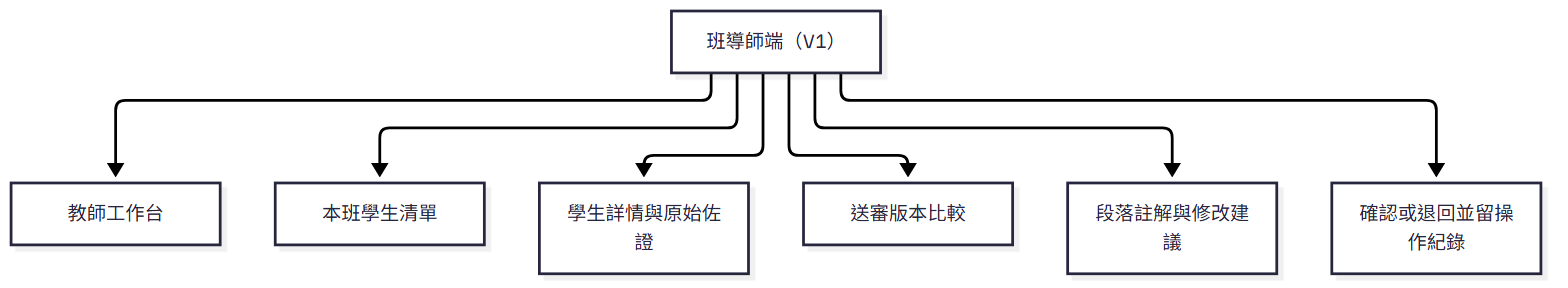 班導師端（V1）
教師工作台
本班學生清單
學生詳情與原始佐
證
送審版本比較
段落註解與修改建
議
確認或退回並留操
作紀錄